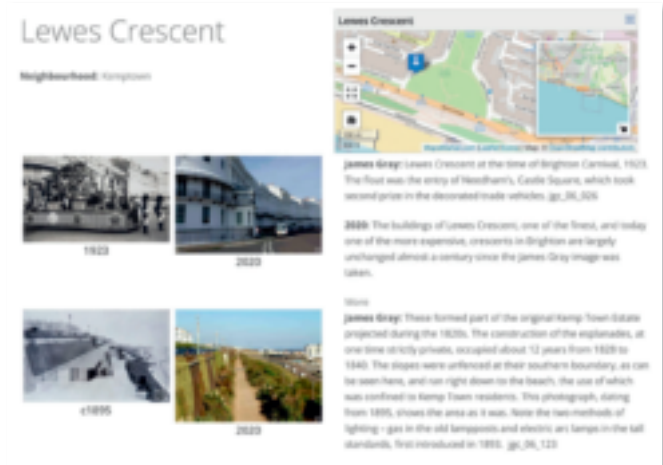 Lewes Crescent
Neighbourhood: Kemptown
1923
2020
c1895
2020
Lewes Crescent
James Gray: Lewes Crescent at the time of Brighton Carnival, 1923.
The float was the entry of Needham's, Castle Square, which took
second prize in the decorated trade vehicles. jgc_06_026
2020: The buildings of Lewes Crescent, one of the finest, and today
one of the more expensive, crescents in Brighton are largely
unchanged almost a century since the James Gray image was
taken.
More
James Gray: These formed part of the original Kemp Town Estate
projected during the 1820s. The construction of the esplanades, at
one time strictly private, occupied about 12 years from 1828 to
1840. The slopes were unfenced at their southern boundary, as can
be seen here, and ran right down to the beach, the use of which
was confined to Kemp Town residents. This photograph, dating
from 1895, shows the area as it was. Note the two methods of
lighting – gas in the old lampposts and electric arc lamps in the tall
standards, first introduced in 1893. jgc_06_123